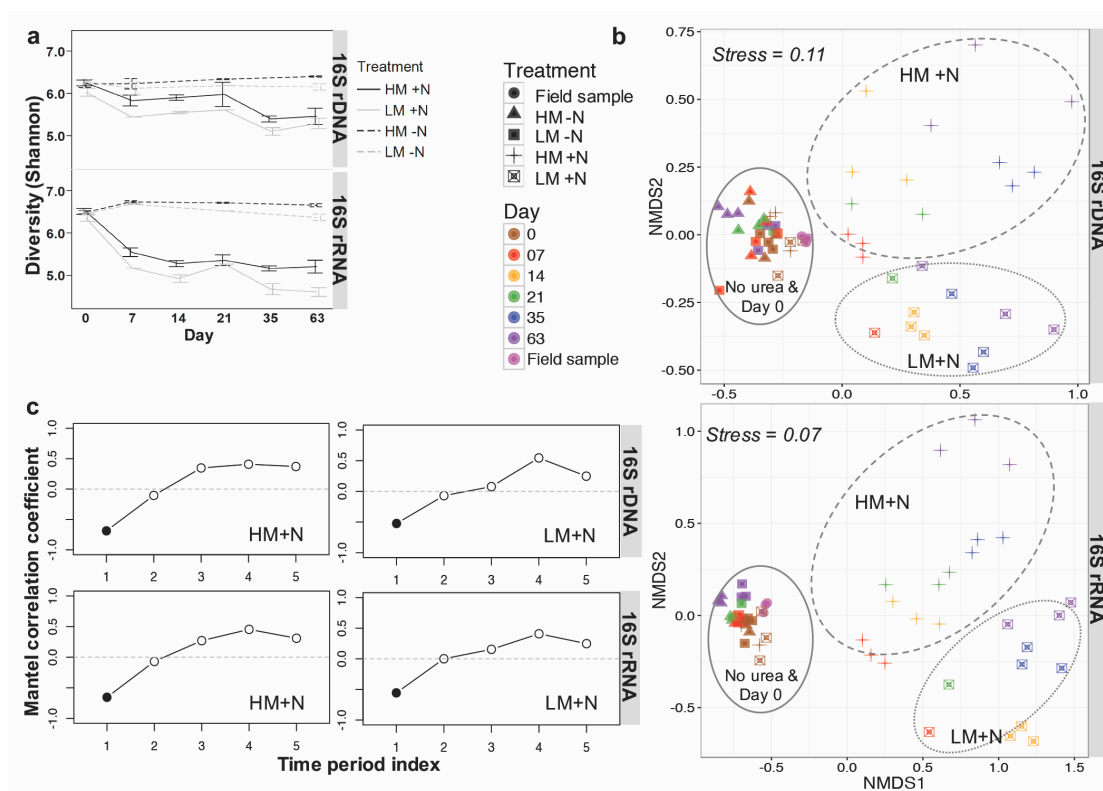 a
7.0
6.0
5.0
7.0
6.0
5.0
0
7
14
21
35
63
Day
Diversity (Shannon)
16S rDNA
16S rRNA
Treatment
HM +N
LM +N
HM -N
LM -N
Treatment
Field sample
HM -N
LM -N
HM +N
LM +N
Day
0
07
14
21
35
63
Field sample
b
Stress = 0.11
HM +N
No urea &
Day 0
LM+N
0.75
0.50
0.25
0.00
-0.25
-0.50
NMDS2
-0.5
0.0
0.5
1.0
16S rDNA
Stress = 0.07
HM+N
No urea &
Day 0
LM+N
1.0
0.5
0.0
-0.5
NMDS2
-0.5
0.0
0.5
1.0
1.5
NMDS1
16S rRNA
c
Mantel correlation coefficient
1.0
0.5
0.0
-1.0
HM+N
1
2
3
4
5
1.0
0.5
0.0
-1.0
LM+N
1
2
3
4
5
16S rDNA
1.0
0.5
0.0
-1.0
HM+N
1
2
3
4
5
1.0
0.5
0.0
-1.0
LM+N
1
2
3
4
5
16S rRNA
Time period index